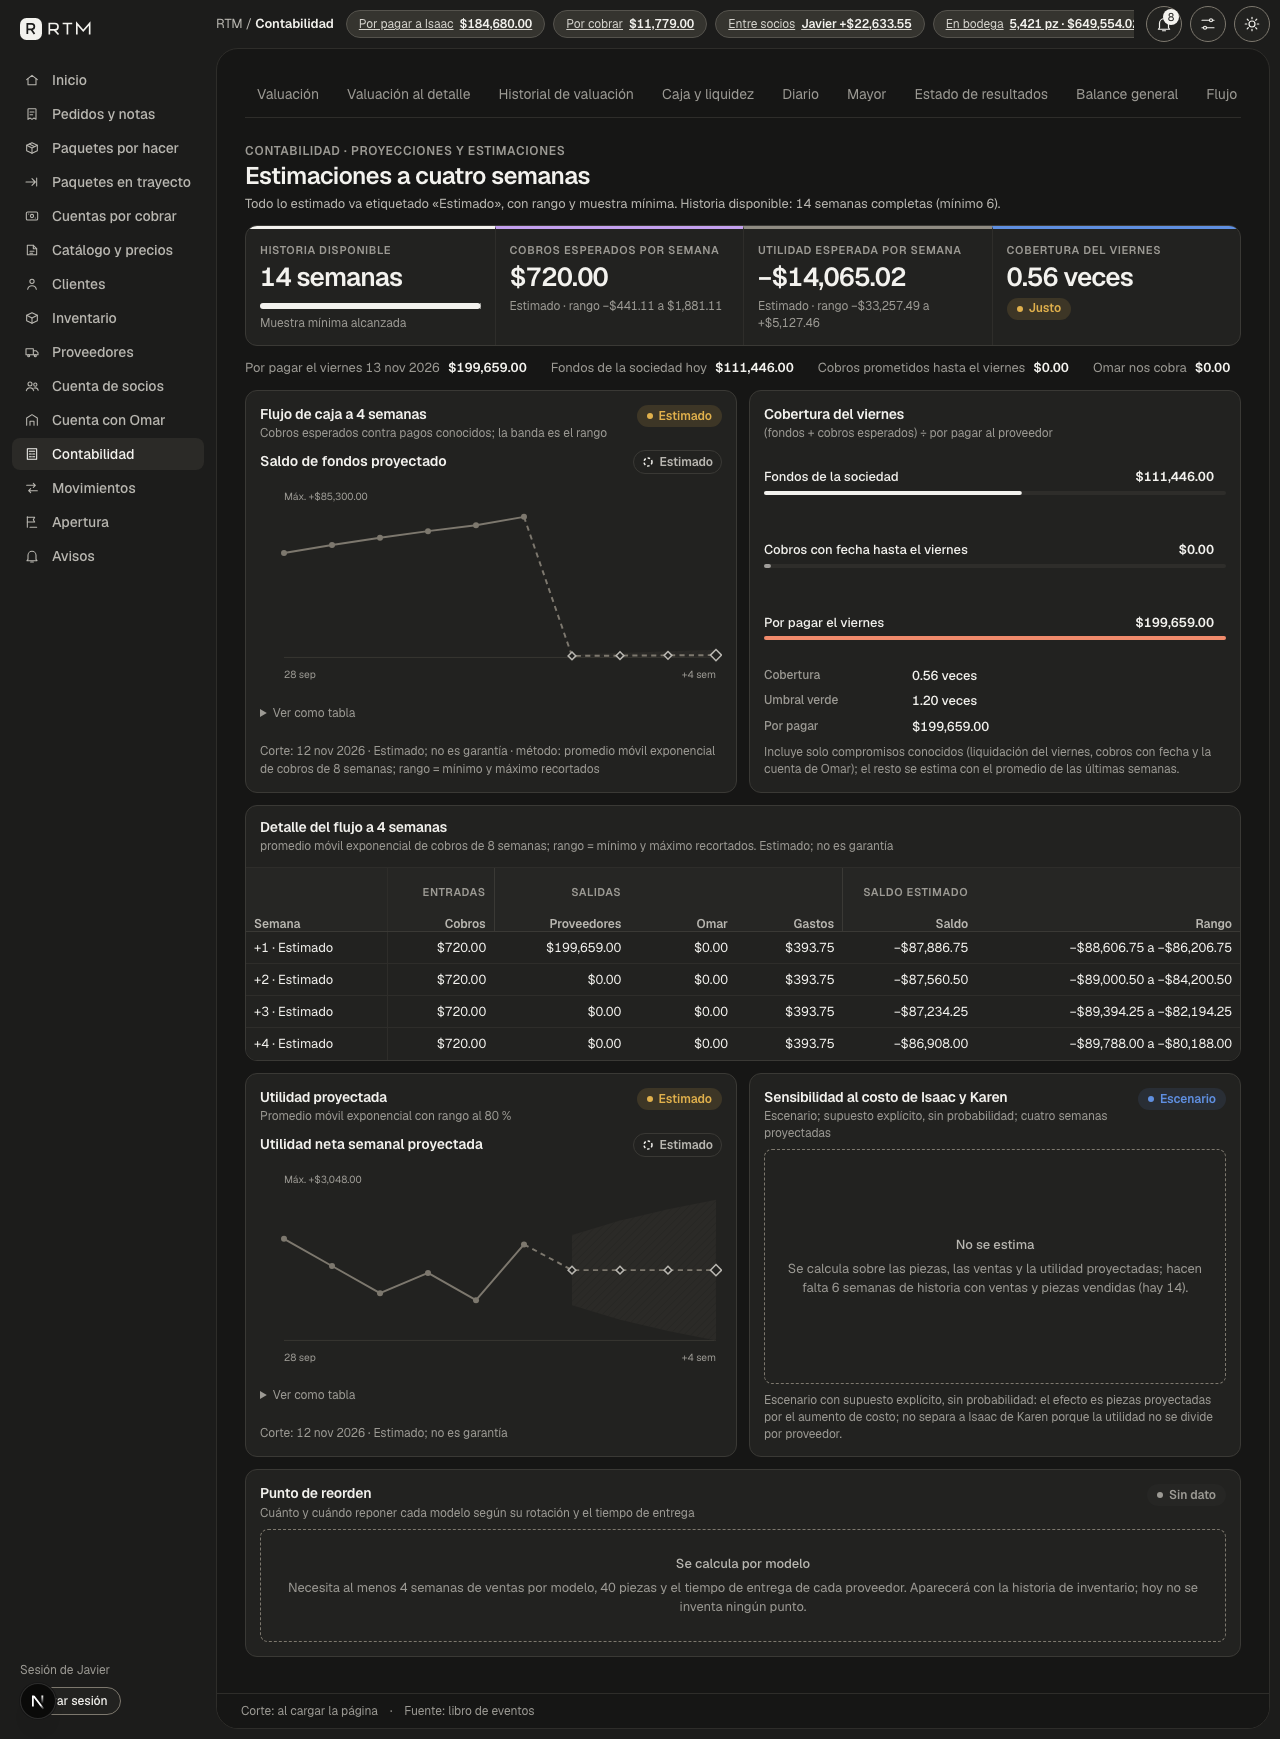 R RTM
RTM / Contabilidad
Por pagar a Isaac $184,680.00
Por cobrar $11,779.00
Entre socios Javier +$22,633.55
En bodega 5,421 pz · $649,554.0
8
Inicio
Pedidos y notas
Paquetes por hacer
Paquetes en trayecto
Cuentas por cobrar
Catálogo y precios
Clientes
Inventario
Proveedores
Cuenta de socios
Cuenta con Omar
Contabilidad
Movimientos
Apertura
Avisos
Sesión de Javier
N ar sesión
Valuación Valuación al detalle Historial de valuación Caja y liquidez Diario Mayor Estado de resultados Balance general Flujo
CONTABILIDAD · PROYECCIONES Y ESTIMACIONES
Estimaciones a cuatro semanas
Todo lo estimado va etiquetado «Estimado», con rango y muestra mínima. Historia disponible: 14 semanas completas (mínimo 6).
HISTORIA DISPONIBLE
14 semanas
Muestra mínima alcanzada
COBROS ESPERADOS POR SEMANA
$720.00
Estimado · rango −$441.11 a $1,881.11
UTILIDAD ESPERADA POR SEMANA
−$14,065.02
Estimado · rango −$33,257.49 a
+$5,127.46
COBERTURA DEL VIERNES
0.56 veces
Justo
Por pagar el viernes 13 nov 2026 $199,659.00 Fondos de la sociedad hoy $111,446.00 Cobros prometidos hasta el viernes $0.00 Omar nos cobra $0.00
Flujo de caja a 4 semanas
Estimado
Cobros esperados contra pagos conocidos; la banda es el rango
Saldo de fondos proyectado
Estimado
Máx. +$85,300.00
28 sep +4 sem
Ver como tabla
Corte: 12 nov 2026 · Estimado; no es garantía · método: promedio móvil exponencial
de cobros de 8 semanas; rango = mínimo y máximo recortados
Cobertura del viernes
(fondos + cobros esperados) ÷ por pagar al proveedor
Fondos de la sociedad $111,446.00
Cobros con fecha hasta el viernes $0.00
Por pagar el viernes $199,659.00
Cobertura 0.56 veces
Umbral verde 1.20 veces
Por pagar $199,659.00
Incluye solo compromisos conocidos (liquidación del viernes, cobros con fecha y la
cuenta de Omar); el resto se estima con el promedio de las últimas semanas.
Detalle del flujo a 4 semanas
promedio móvil exponencial de cobros de 8 semanas; rango = mínimo y máximo recortados. Estimado; no es garantía
ENTRADAS SALIDAS SALDO ESTIMADO
Semana Cobros Proveedores Omar Gastos Saldo Rango
+1 · Estimado $720.00 $199,659.00 $0.00 $393.75 −$87,886.75 −$88,606.75 a −$86,206.75
+2 · Estimado $720.00 $0.00 $0.00 $393.75 −$87,560.50 −$89,000.50 a −$84,200.50
+3 · Estimado $720.00 $0.00 $0.00 $393.75 −$87,234.25 −$89,394.25 a −$82,194.25
+4 · Estimado $720.00 $0.00 $0.00 $393.75 −$86,908.00 −$89,788.00 a −$80,188.00
Utilidad proyectada
Estimado
Promedio móvil exponencial con rango al 80 %
Utilidad neta semanal proyectada
Estimado
Máx. +$3,048.00
28 sep +4 sem
Ver como tabla
Corte: 12 nov 2026 · Estimado; no es garantía
Sensibilidad al costo de Isaac y Karen
Escenario
Escenario; supuesto explícito, sin probabilidad; cuatro semanas
proyectadas
No se estima
Se calcula sobre las piezas, las ventas y la utilidad proyectadas; hacen
falta 6 semanas de historia con ventas y piezas vendidas (hay 14).
Escenario con supuesto explícito, sin probabilidad: el efecto es piezas proyectadas
por el aumento de costo; no separa a Isaac de Karen porque la utilidad no se divide
por proveedor.
Punto de reorden
Sin dato
Cuánto y cuándo reponer cada modelo según su rotación y el tiempo de entrega
Se calcula por modelo
Necesita al menos 4 semanas de ventas por modelo, 40 piezas y el tiempo de entrega de cada proveedor. Aparecerá con la historia de inventario; hoy no se
inventa ningún punto.
Corte: al cargar la página · Fuente: libro de eventos